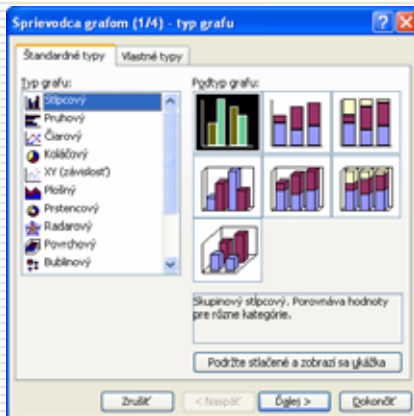 Sprievodca grafom (1/4) - typ grafu
Štandardné typy
Vlastné typy
Typ grafu:
Stĺpcový
Pruhový
Čiarový
Koláčový
XY (závislosť)
Plošný
Prstencový
Radarový
Povrchový
Bublinový
Podtyp grafu:
Skupinový stĺpcový. Porovnáva hodnoty
pre rôzne kategórie.
Podržte stlačené a zobrazí sa ukážka
Zrušiť
< Naspäť
Ďalej >
Dokončiť